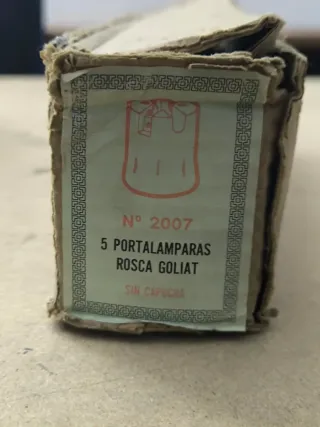 Nº 2007
5 PORTALAMPARAS
ROSCA GOLIAT
SIN CAPUCHA